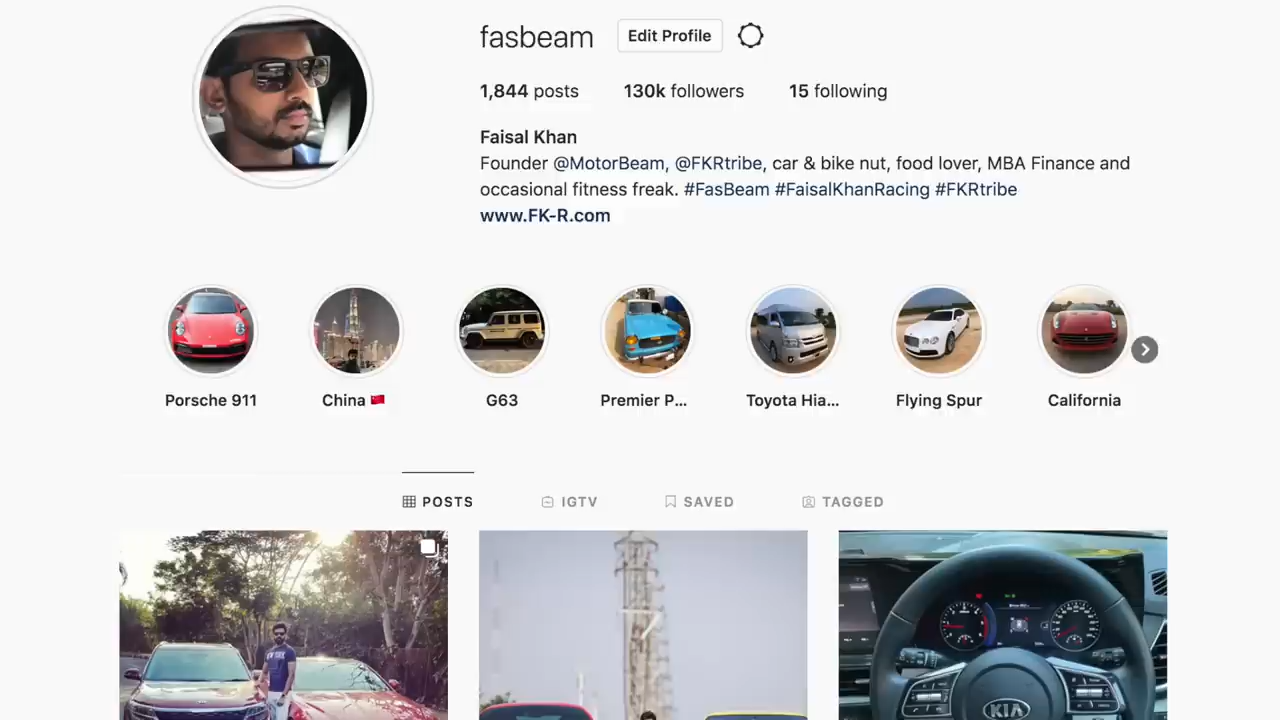 fasbeam Edit Profile
1,844 posts 130k followers 15 following
Faisal Khan
Founder @MotorBeam, @FKRtribe, car & bike nut, food lover, MBA Finance and
occasional fitness freak. #FasBeam #FaisalKhanRacing #FKRtribe
www.FK-R.com
Porsche 911 China G63 Premier P... Toyota Hia... Flying Spur California
POSTS IGTV SAVED TAGGED
KIA